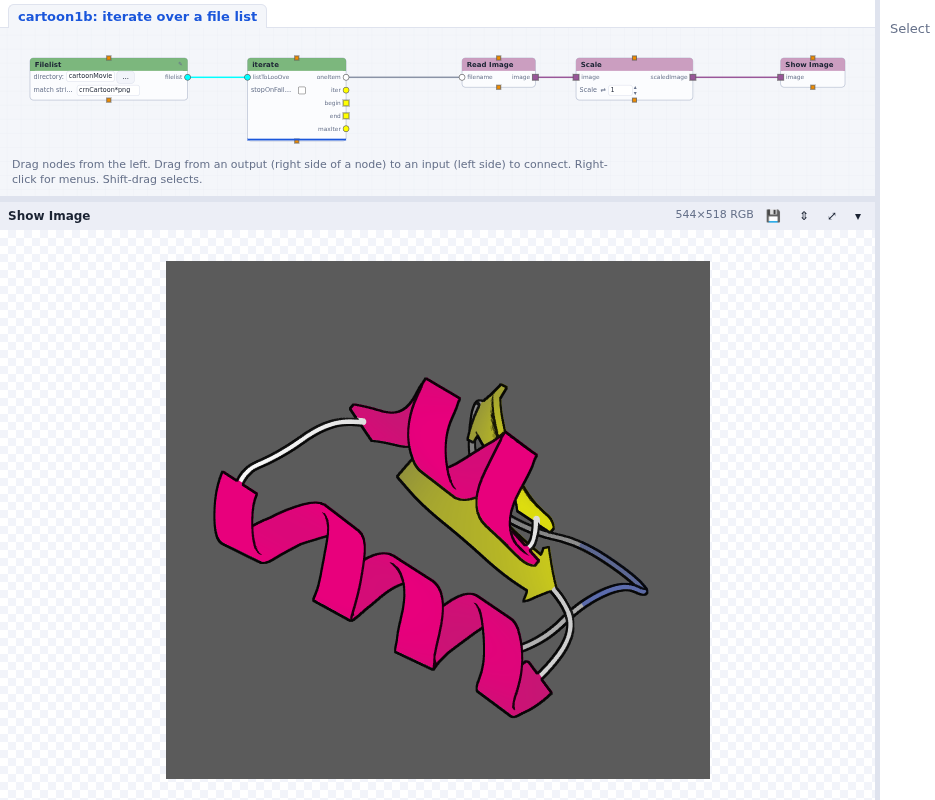 cartoon1b: iterate over a file list
Filelist
directory: cartoonMovie ... filelist
match stri... crnCartoon*png
iterate
listToLooOve oneItem
stopOnFail... iter
begin
end
maxIter
Read Image
filename image
Scale
image scaledImage
Scale ⇌ 1
Show Image
image
Drag nodes from the left. Drag from an output (right side of a node) to an input (left side) to connect. Right-
click for menus. Shift-drag selects.
Show Image 544×518 RGB
Select